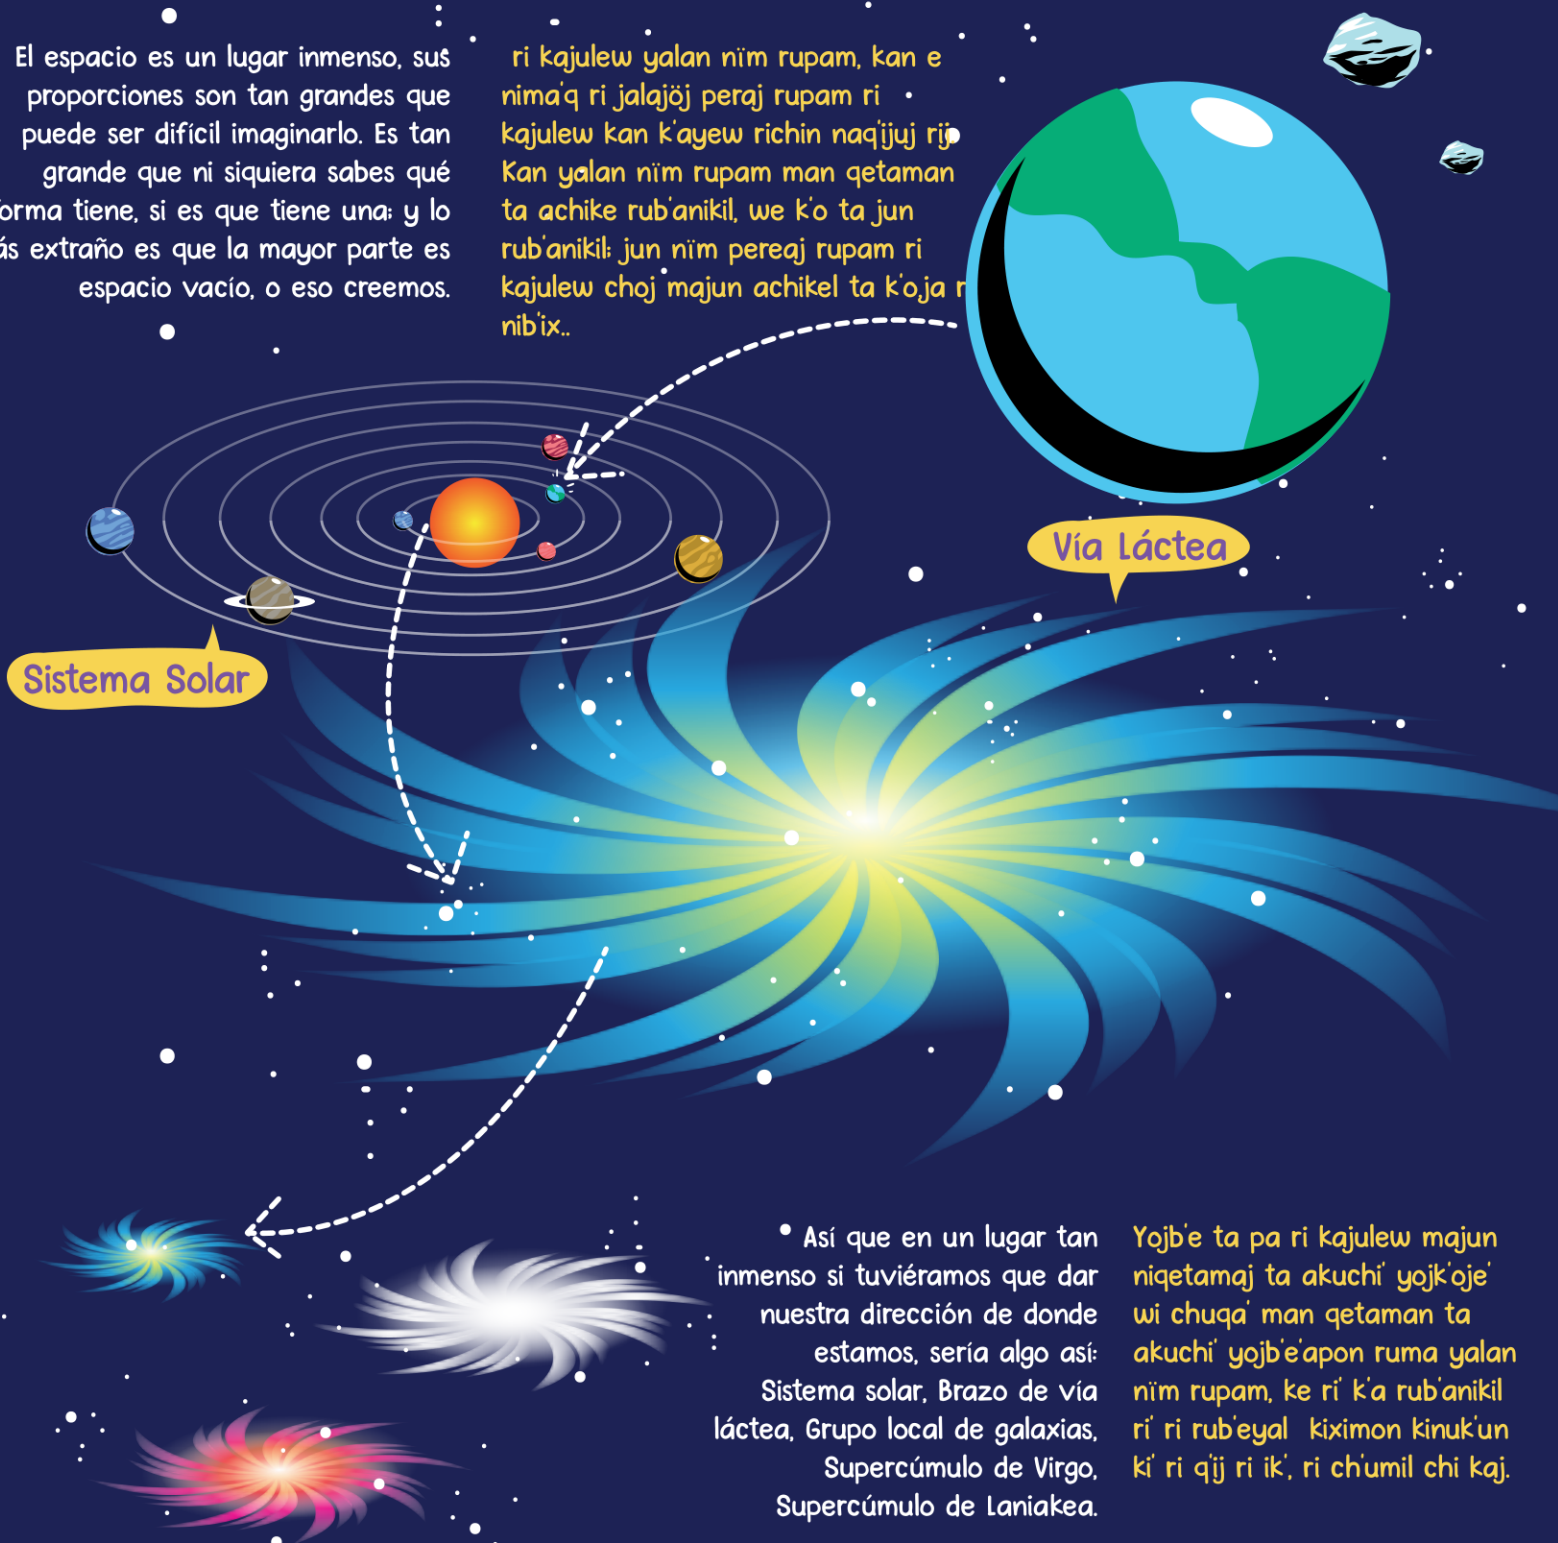 El espacio es un lugar inmenso, sus
proporciones son tan grandes que
puede ser difícil imaginarlo. Es tan
grande que ni siquiera sabes qué
orma tiene, si es que tiene una; y lo
ás extraño es que la mayor parte es
espacio vacío, o eso creemos.
ri kajulew yalan nïm rupam, kan e
nima'q ri jalajöj peraj rupam ri
kajulew kan k'ayew richin naq'ijuj rij.
Kan yalan nïm rupam man qetaman
ta achike rub'anikil, we k'o ta jun
rub'anikil: jun nïm pereaj rupam ri
kajulew choj majun achikel ta k'o,ja r
nib'ix..
Vía Láctea
Sistema Solar
Así que en un lugar tan
inmenso si tuviéramos que dar
nuestra dirección de donde
estamos, sería algo así:
Sistema solar, Brazo de vía
láctea, Grupo local de galaxias,
Supercúmulo de Virgo,
Supercúmulo de Laniakea.
Yojb'e ta pa ri kajulew majun
niqetamaj ta akuchi' yojk'oje'
wi chuqa' man qetaman ta
akuchi' yojb'e'apon ruma yalan
nïm rupam, ke ri' k'a rub'anikil
ri' ri rub'eyal kiximon kinuk'un
ki' ri q'ij ri ik', ri ch'umil chi kaj.